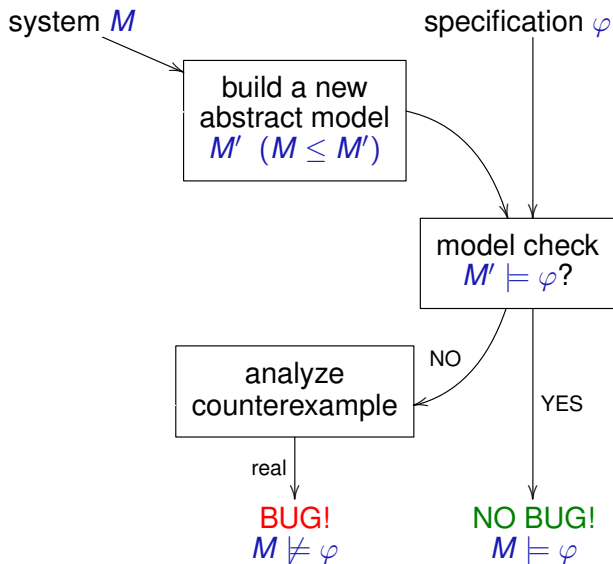 system M
specification φ
build a new
abstract model
M′ (M ≤ M′)
model check
M′ ⊨ φ?
NO
analyze
counterexample
YES
real
BUG!
M ⊭ φ
NO BUG!
M ⊨ φ